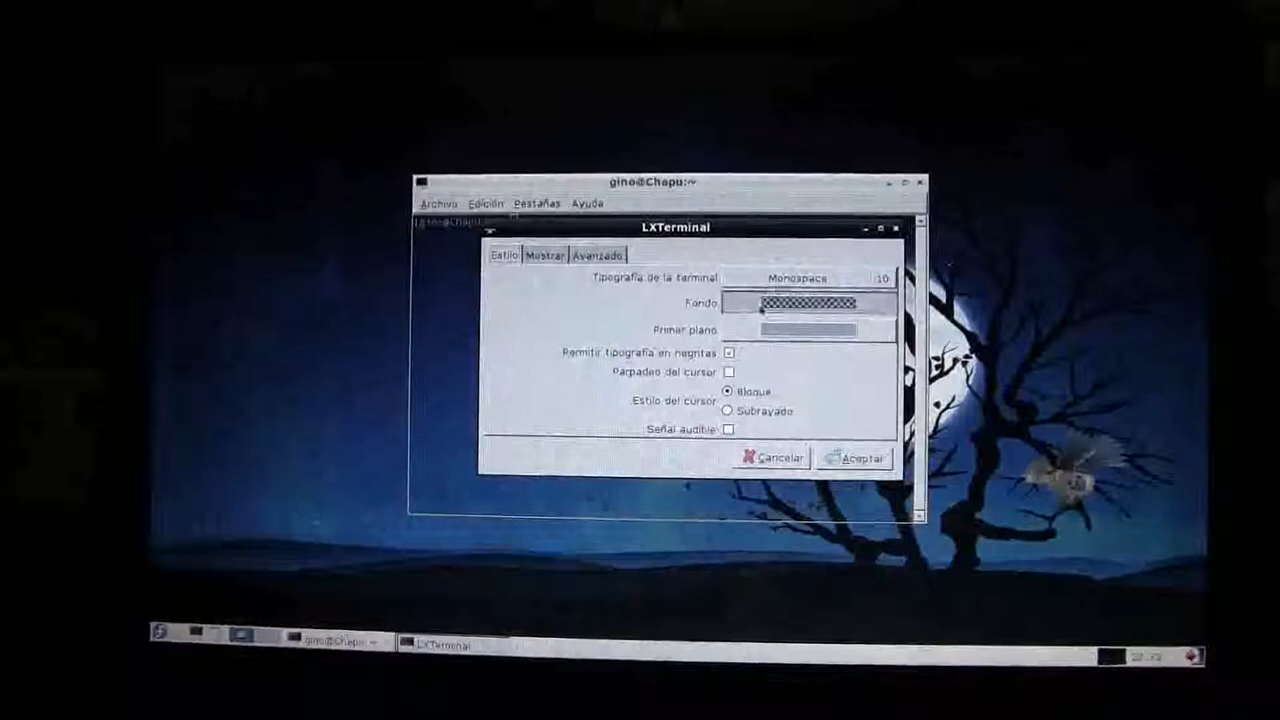 gino@Chapu:~
Archivo Edición Pestañas Ayuda
LXTerminal
Estilo Mostrar Avanzado
Tipografía de la terminal Monospace 10
Fondo
Primer plano
Permitir tipografía en negritas
Parpadeo del cursor
Estilo del cursor
Bloque
Subrayado
Señal audible
Cancelar Aceptar
gino@Chapu: ~ LXTerminal